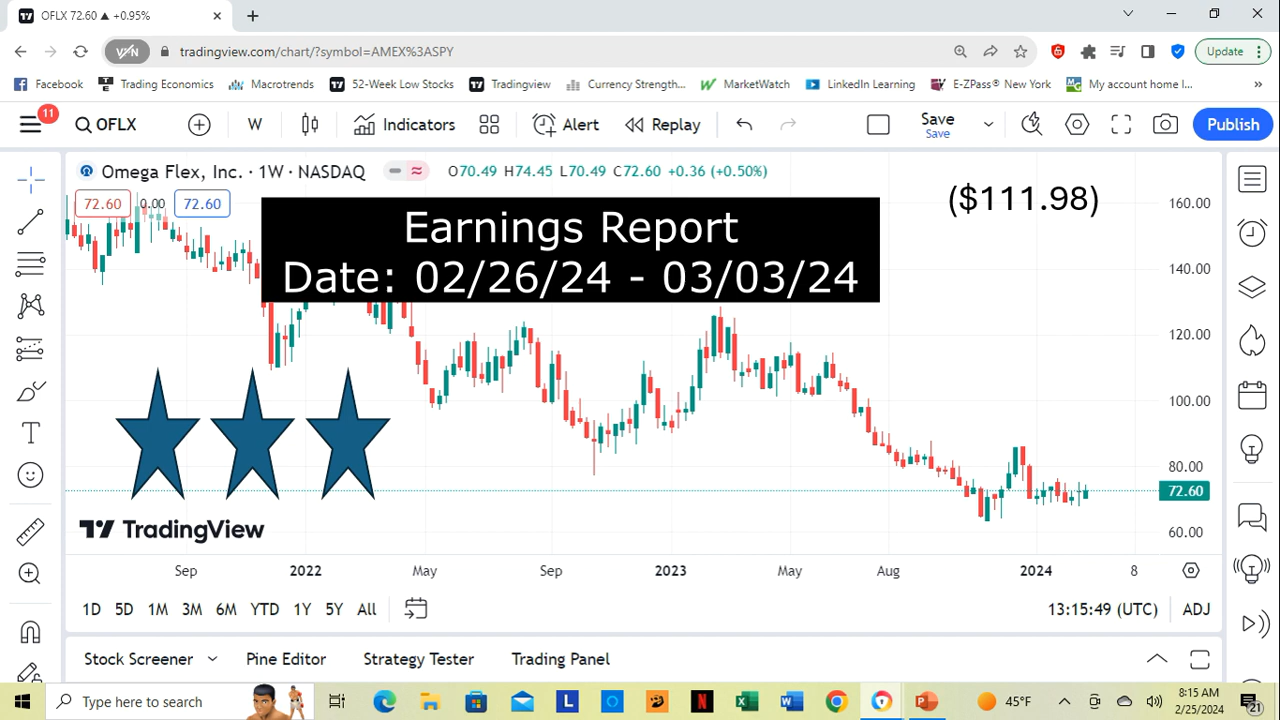 OFLX 72.60 ▲ +0.95%
tradingview.com/chart/?symbol=AMEX%3ASPY
Update
Facebook
Trading Economics
Macrotrends
52-Week Low Stocks
Tradingview
Currency Strength...
MarketWatch
LinkedIn Learning
E-ZPass® New York
My account home I...
»
11
OFLX
W
Indicators
Alert
Replay
Save
Save
Publish
Omega Flex, Inc. · 1W · NASDAQ
O70.49 H74.45 L70.49 C72.60 +0.36 (+0.50%)
72.60
0.00
72.60
Earnings Report
Date: 02/26/24 - 03/03/24
($111.98)
160.00
140.00
120.00
100.00
80.00
72.60
60.00
TradingView
Sep
2022
May
Sep
2023
May
Aug
2024
8
1D 5D 1M 3M 6M YTD 1Y 5Y All
13:15:49 (UTC)
ADJ
Stock Screener
Pine Editor
Strategy Tester
Trading Panel
Type here to search
45°F
8:15 AM
2/25/2024
21